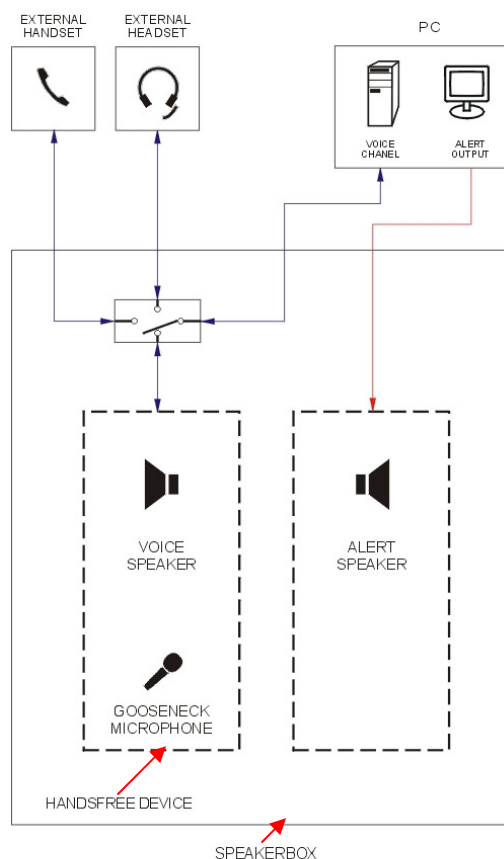 EXTERNAL
HANDSET
EXTERNAL
HEADSET
PC
VOICE
CHANEL
ALERT
OUTPUT
VOICE
SPEAKER
ALERT
SPEAKER
GOOSENECK
MICROPHONE
HANDSFREE DEVICE
SPEAKERBOX